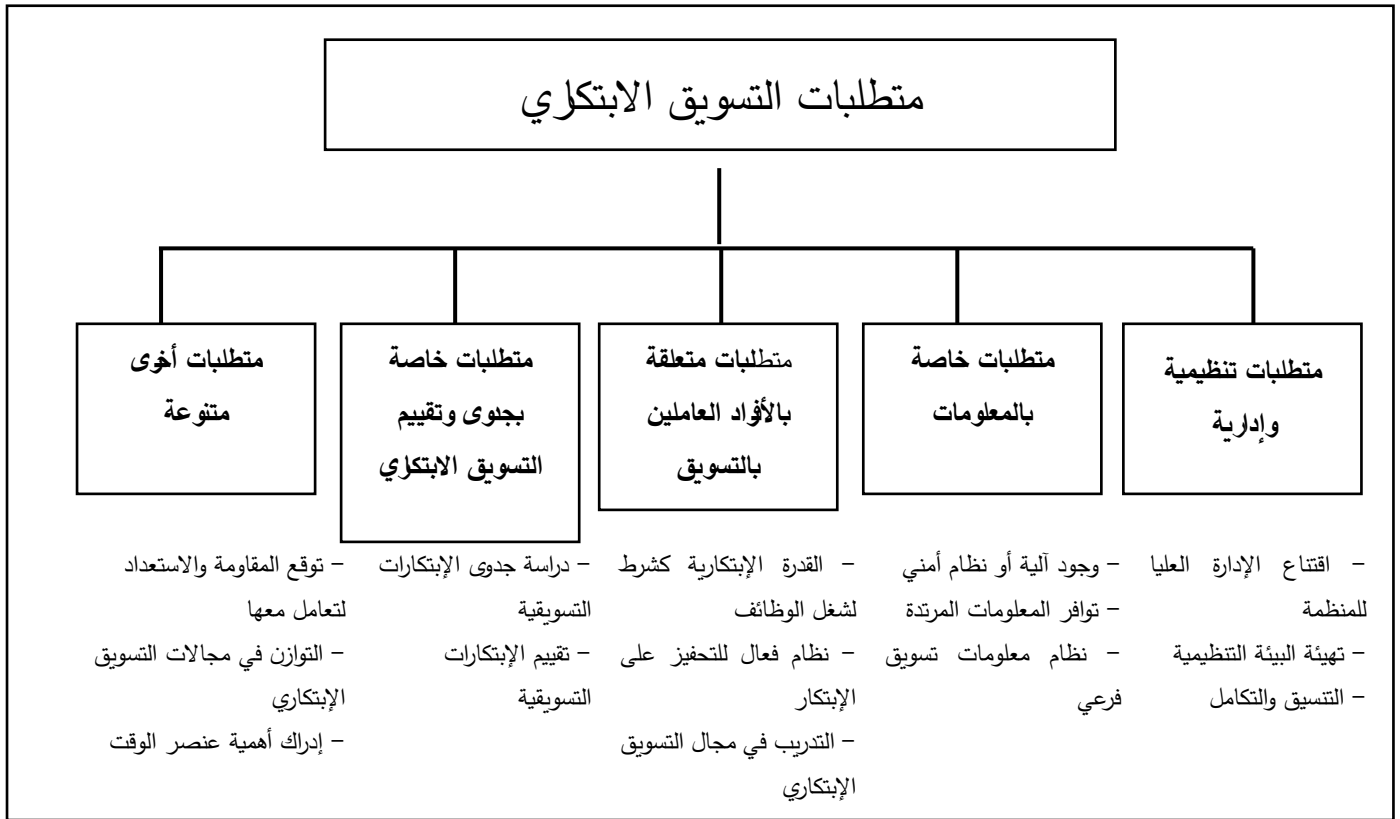 متطلبات التسويق الابتكاري
متطلبات تنظيمية
وإدارية
متطلبات خاصة
بالمعلومات
متطلبات متعلقة
بالأفراد العاملين
بالتسويق
متطلبات خاصة
بجدوى وتقييم
التسويق الابتكاري
متطلبات أخرى
متنوعة
– اقتناع الإدارة العليا
للمنظمة
– تهيئة البيئة التنظيمية
– التنسيق والتكامل
– وجود آلية أو نظام أمني
– توافر المعلومات المرتدة
– نظام معلومات تسويق
فرعي
– القدرة الإبتكارية كشرط
لشغل الوظائف
– نظام فعال للتحفيز على
الإبتكار
– التدريب في مجال التسويق
الإبتكاري
– دراسة جدوى الإبتكارات
التسويقية
– تقييم الإبتكارات
التسويقية
– توقع المقاومة والاستعداد
لتعامل معها
– التوازن في مجالات التسويق
الإبتكاري
– إدراك أهمية عنصر الوقت